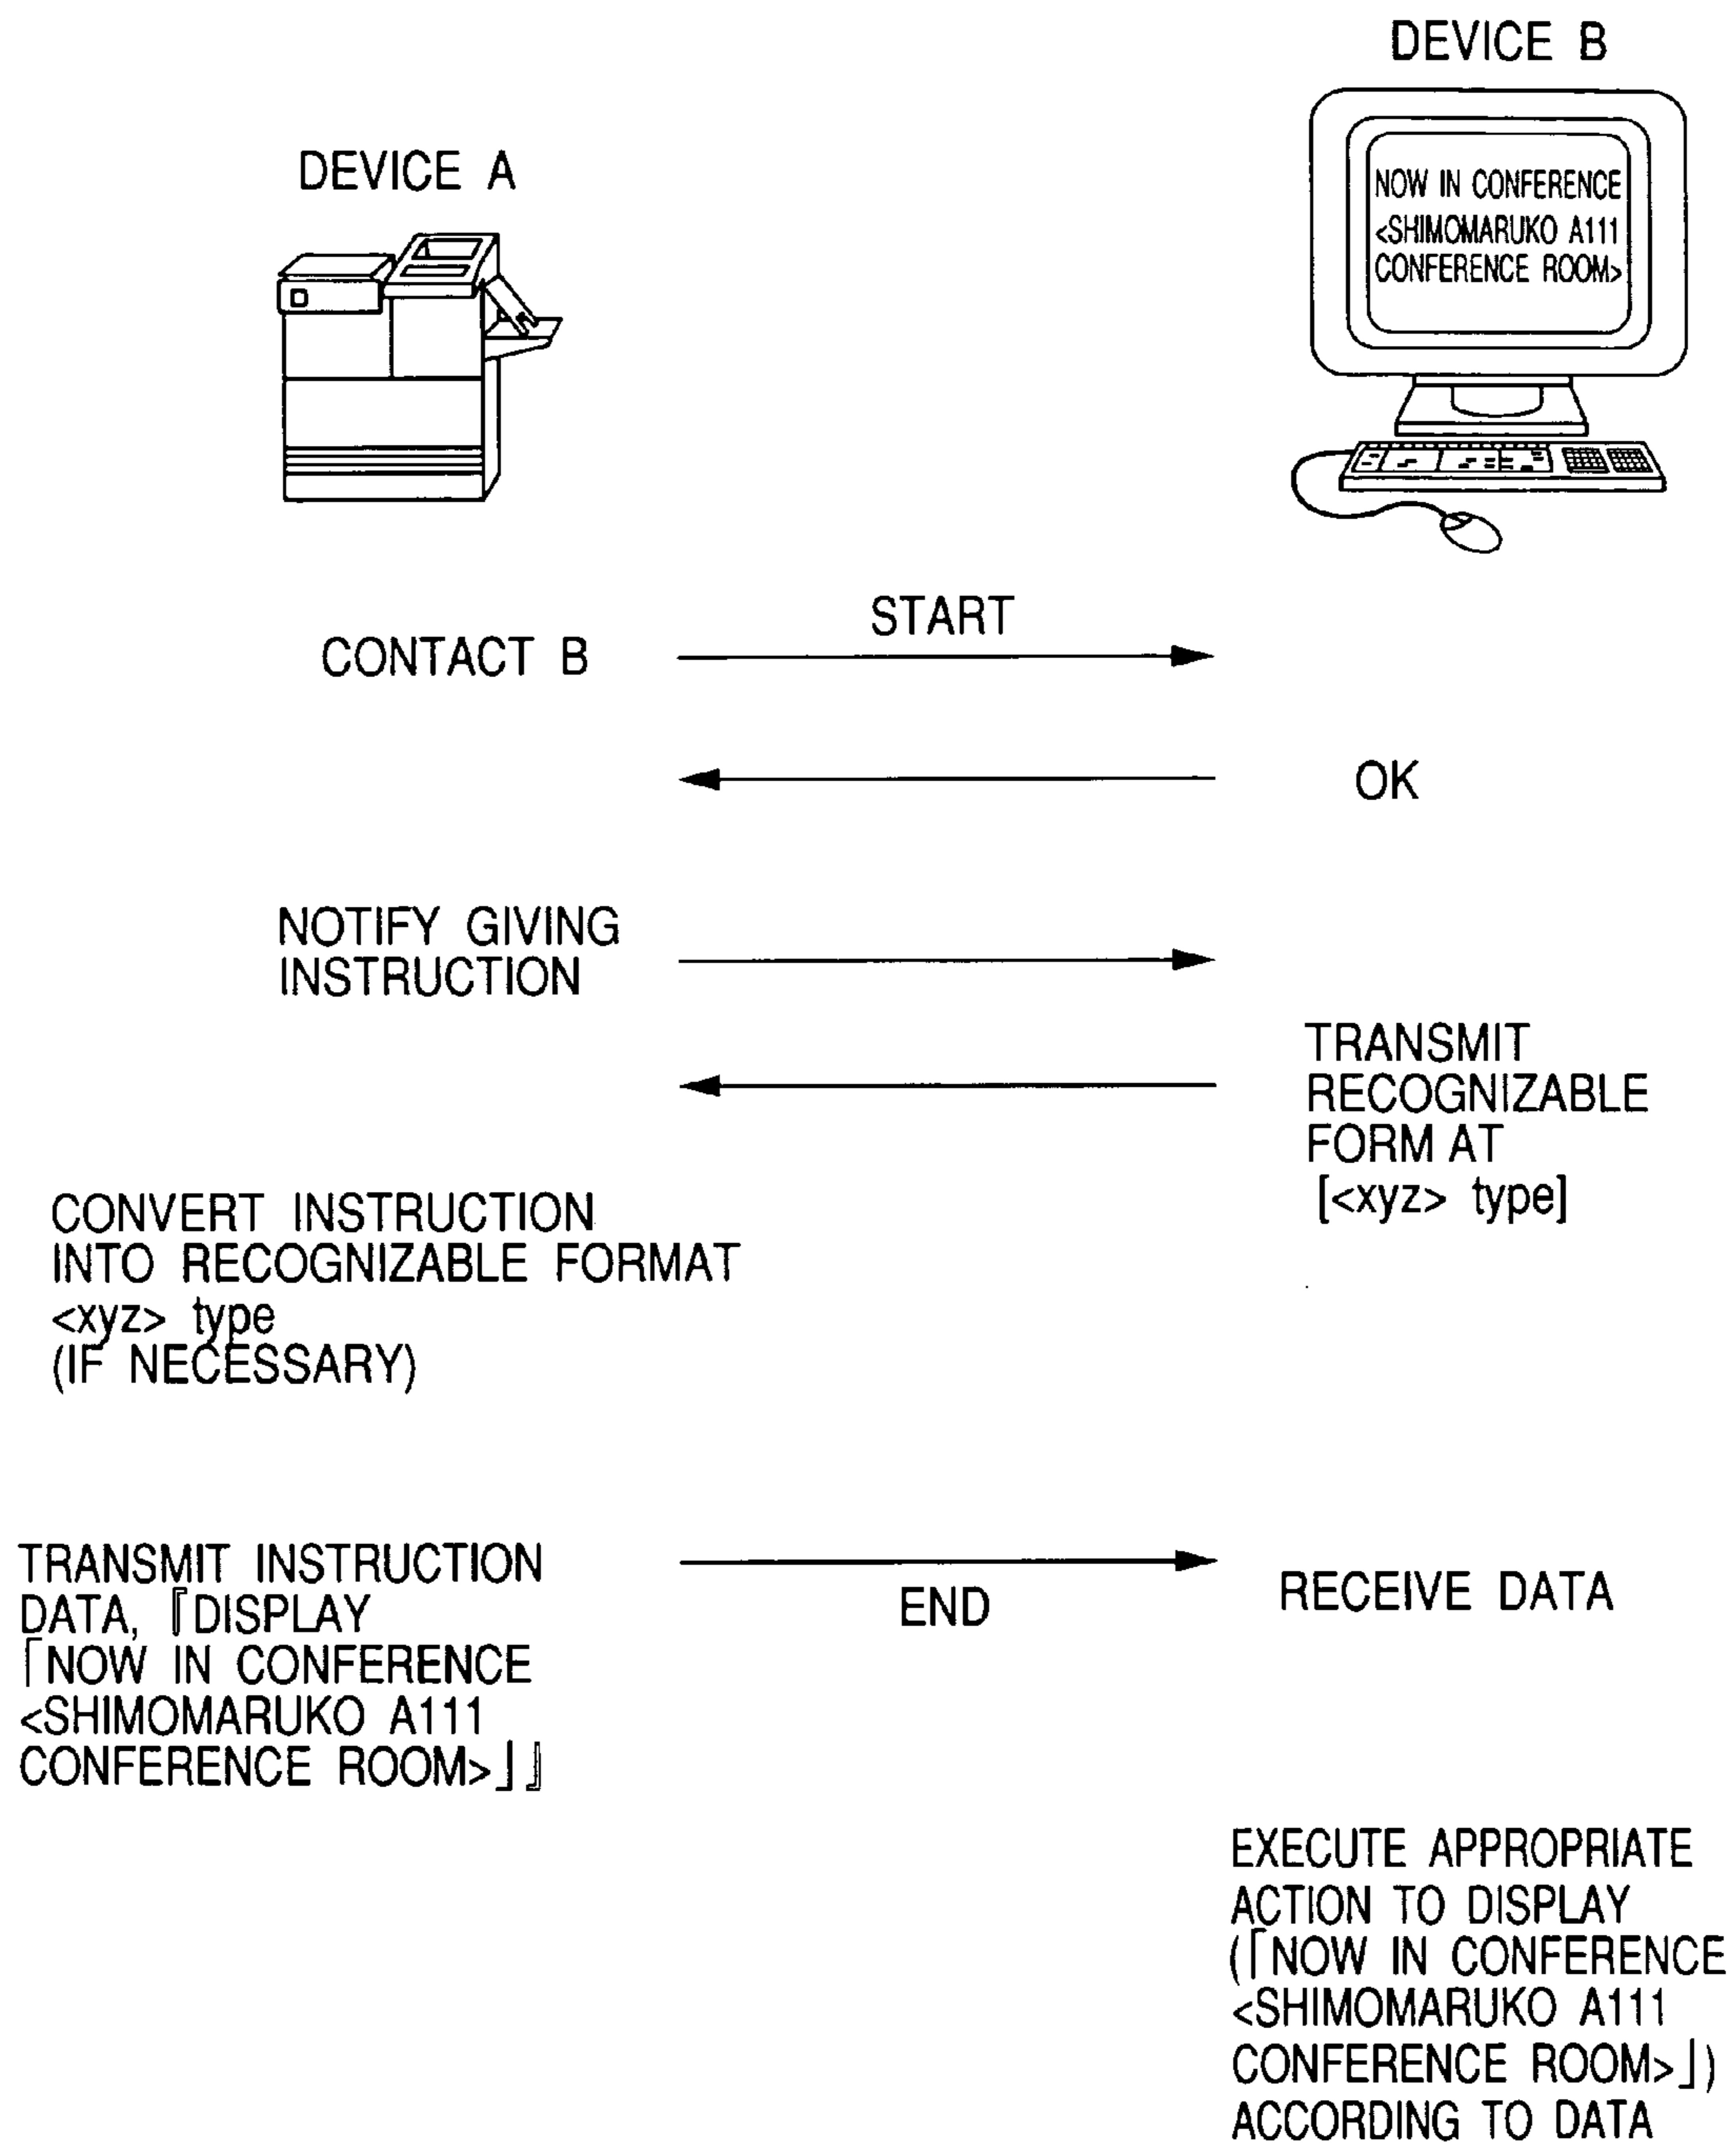 DEVICE B
NOW IN CONFERENCE
<SHIMOMARUKO A111
CONFERENCE ROOM>
DEVICE A
START
CONTACT B
OK
NOTIFY GIVING
INSTRUCTION
TRANSMIT
RECOGNIZABLE
FORM AT
[<xyz> type]
CONVERT INSTRUCTION
INTO RECOGNIZABLE FORMAT
<xyz> type
(IF NECESSARY)
TRANSMIT INSTRUCTION
DATA, 『DISPLAY
「NOW IN CONFERENCE
<SHIMOMARUKO A111
CONFERENCE ROOM>」』
END
RECEIVE DATA
EXECUTE APPROPRIATE
ACTION TO DISPLAY
(「NOW IN CONFERENCE
<SHIMOMARUKO A111
CONFERENCE ROOM>」)
ACCORDING TO DATA